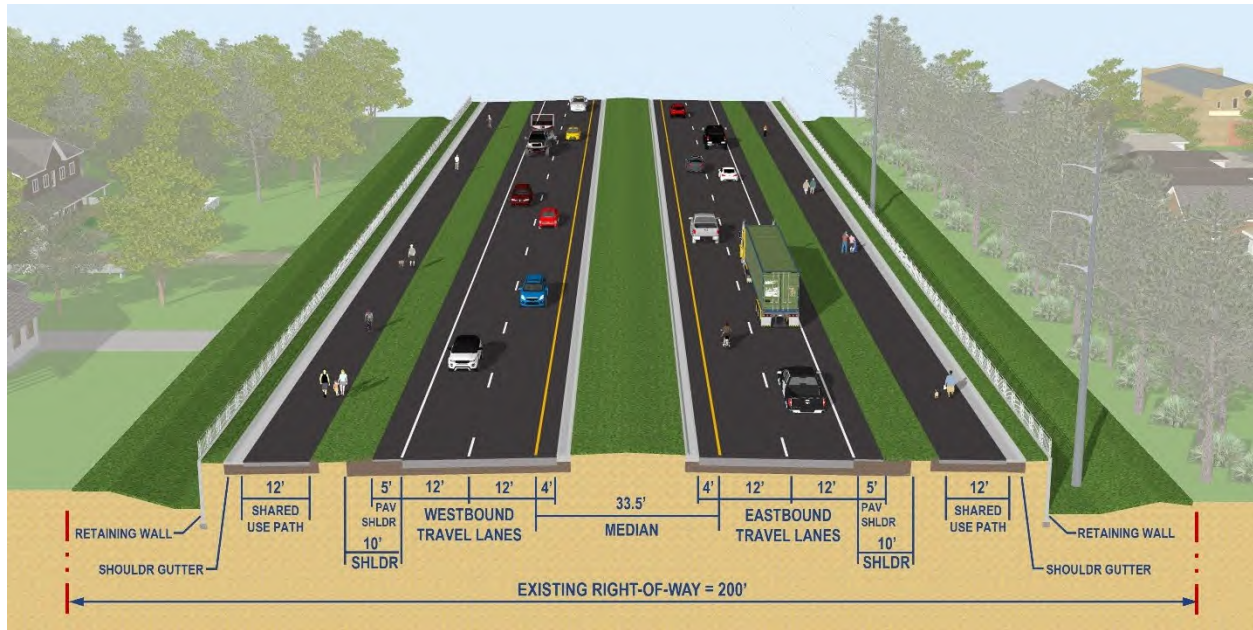 12'
SHARED
USE PATH
5'
PAV
SHLDR
10'
SHLDR
12'
12'
WESTBOUND
TRAVEL LANES
4'
33.5'
MEDIAN
4'
12'
12'
EASTBOUND
TRAVEL LANES
5'
PAV
SHLDR
10'
SHLDR
12'
SHARED
USE PATH
RETAINING WALL
SHOULDR GUTTER
RETAINING WALL
SHOULDR GUTTER
EXISTING RIGHT-OF-WAY = 200'